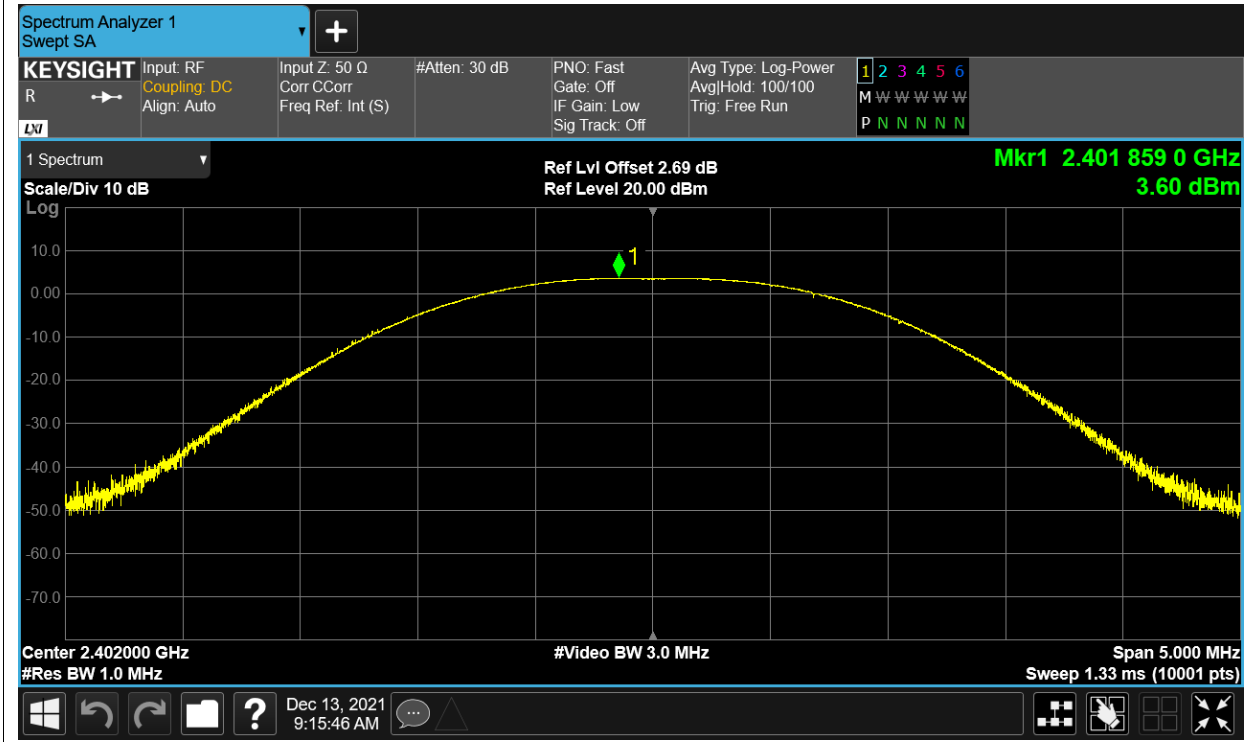 Spectrum Analyzer 1
Swept SA
+
KEYSIGHT
R
LXI
Input: RF
Coupling: DC
Align: Auto
Input Z: 50 Ω
Corr CCorr
Freq Ref: Int (S)
#Atten: 30 dB
PNO: Fast
Gate: Off
IF Gain: Low
Sig Track: Off
Avg Type: Log-Power
Avg|Hold: 100/100
Trig: Free Run
1 2 3 4 5 6
M W W W W W W
P N N N N N N
1 Spectrum
Scale/Div 10 dB
Log
Ref Lvl Offset 2.69 dB
Ref Level 20.00 dBm
Mkr1 2.401 859 0 GHz
3.60 dBm
1
10.0
0.00
-10.0
-20.0
-30.0
-40.0
-50.0
-60.0
-70.0
Center 2.402000 GHz
#Res BW 1.0 MHz
#Video BW 3.0 MHz
Span 5.000 MHz
Sweep 1.33 ms (10001 pts)
?
Dec 13, 2021
9:15:46 AM